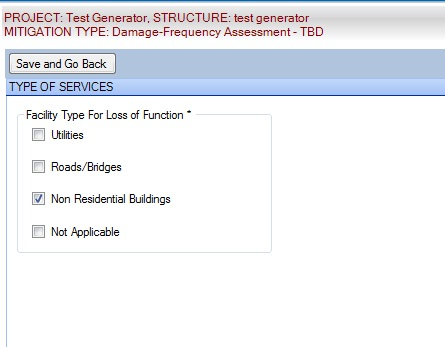 PROJECT: Test Generator, STRUCTURE: test generator
MITIGATION TYPE: Damage-Frequency Assessment - TBD
Save and Go Back
TYPE OF SERVICES
Facility Type For Loss of Function *
Utilities
Roads/Bridges
Non Residential Buildings
Not Applicable